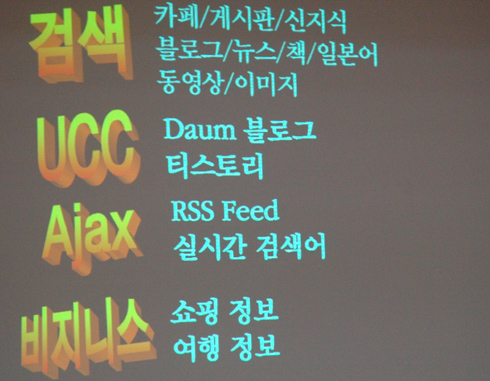 검색
카페/게시판/신지식
블로그/뉴스/책/일본어
동영상/이미지
UCC
Daum 블로그
티스토리
Ajax
RSS Feed
실시간 검색어
비지니스
쇼핑 정보
여행 정보